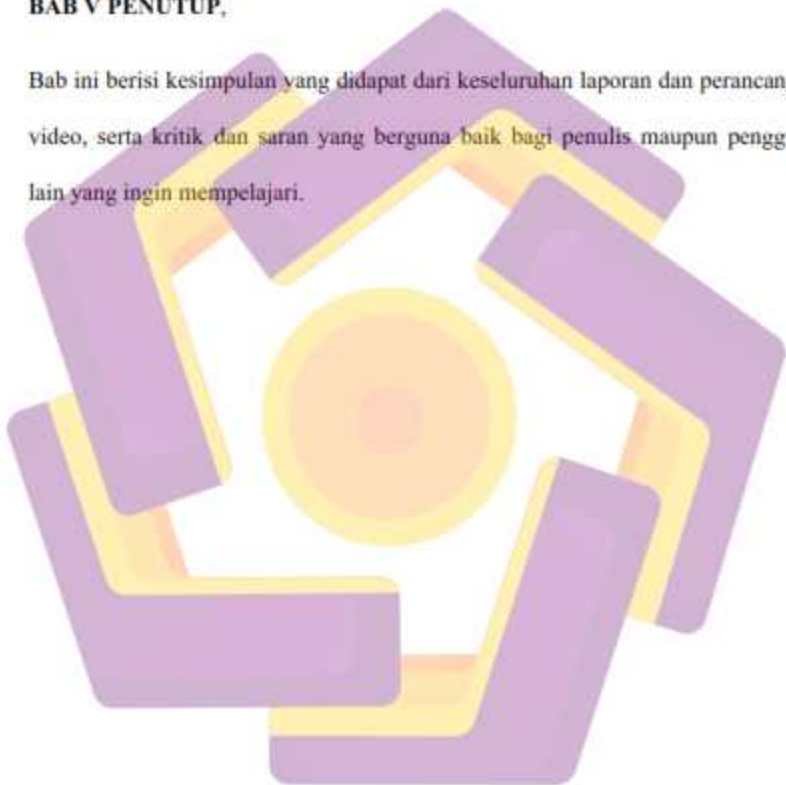 BAB V PENUTUP,
Bab ini berisi kesimpulan yang didapat dari keseluruhan laporan dan perancan
video, serta kritik dan saran yang berguna baik bagi penulis maupun pengg
lain yang ingin mempelajari.